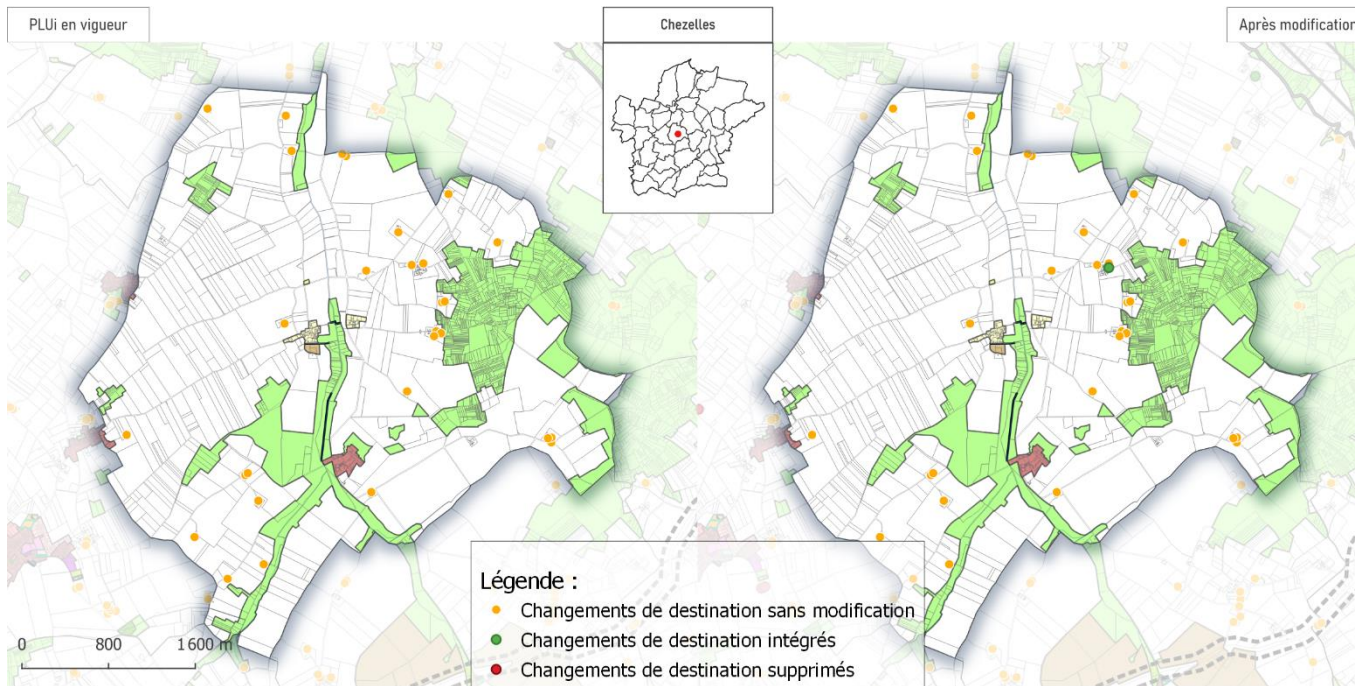 PLUi en vigueur
Chezelles
Après modification
Légende :
Changements de destination sans modification
Changements de destination intégrés
Changements de destination supprimés
0 800 1 600 m